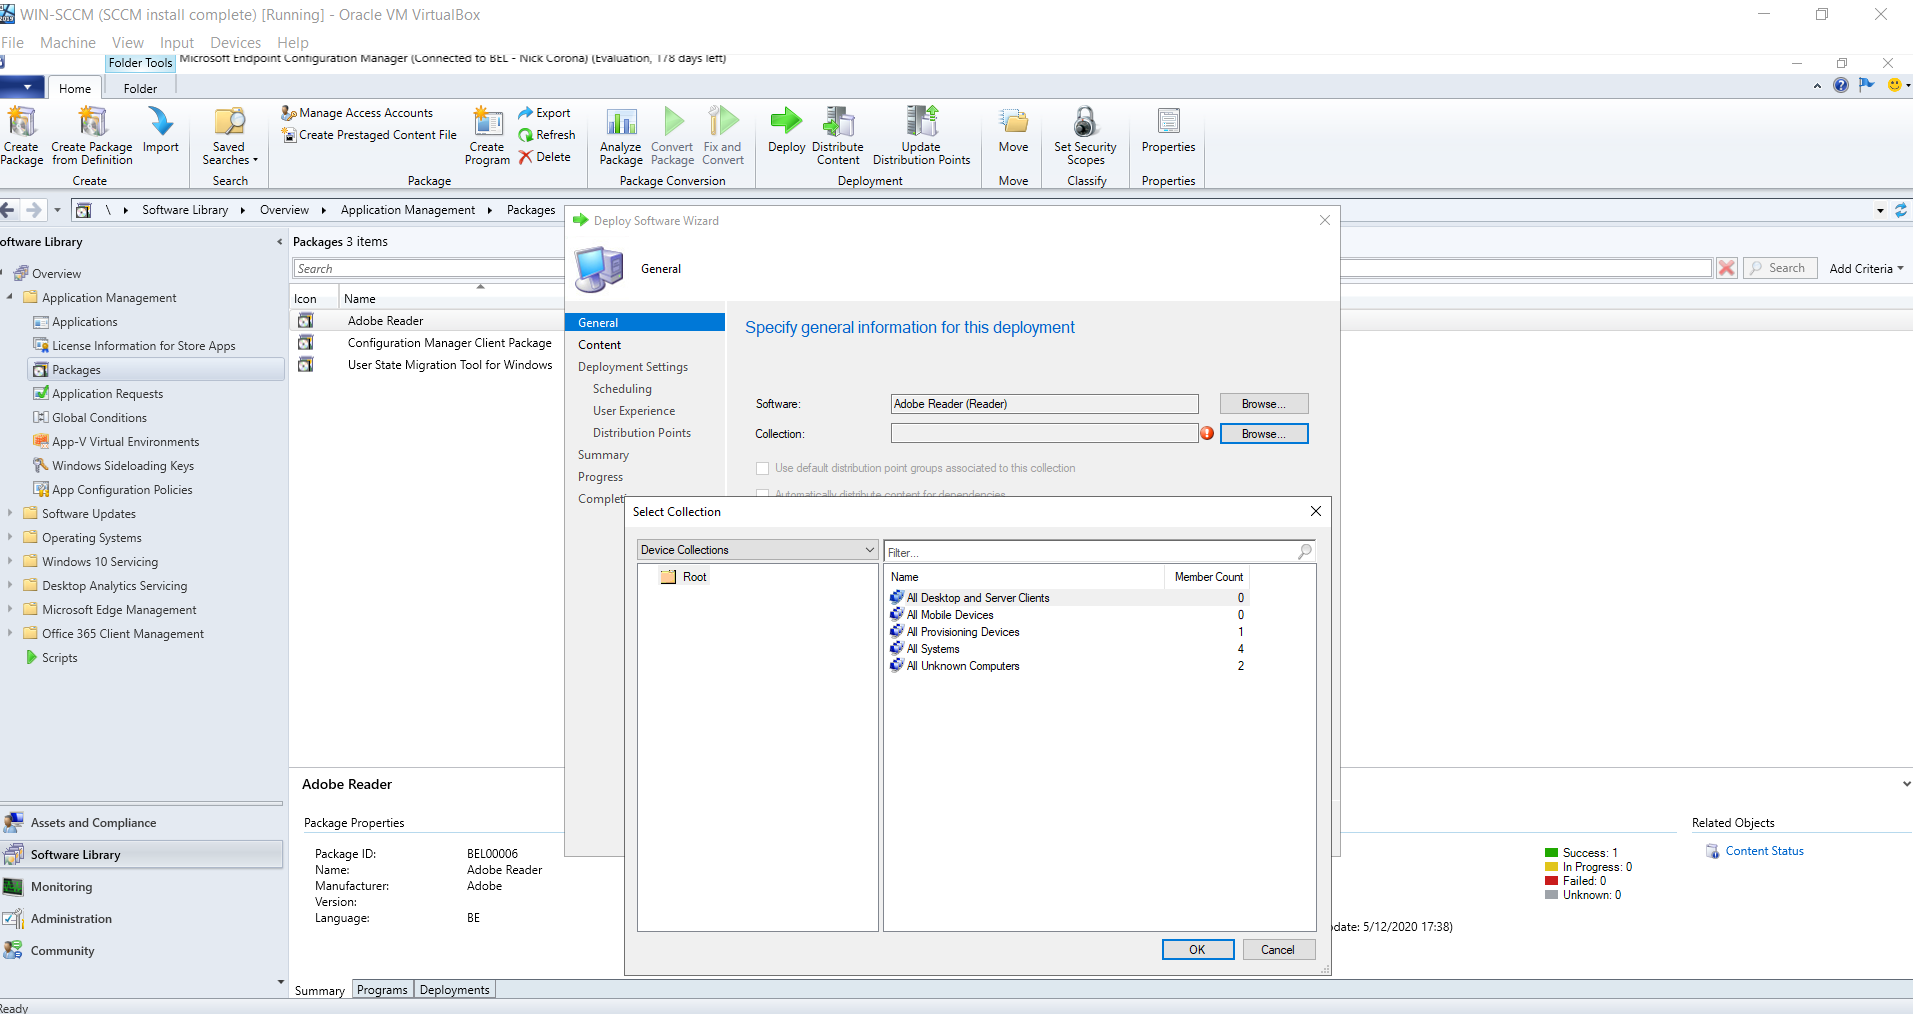 WIN-SCCM (SCCM install complete) [Running] - Oracle VM VirtualBox
File Machine View Input Devices Help
Folder Tools Microsoft Endpoint Configuration Manager (Connected to BEL - Nick Corona) (Evaluation, 178 days left)
Home Folder
Manage Access Accounts Export
Create Prestaged Content File Refresh
Create Package Create Package from Definition Import Saved Searches Create Program Delete Analyze Package Convert Package Fix and Convert Deploy Distribute Content Update Distribution Points Move Set Security Scopes Properties
Create Search Package Package Conversion Deployment Move Classify Properties
\ Software Library Overview Application Management Packages
Deploy Software Wizard
oftware Library
Packages 3 items
Search
Search Add Criteria
General
Icon Name
Adobe Reader
Configuration Manager Client Package
User State Migration Tool for Windows
Overview
Application Management
Applications
License Information for Store Apps
Packages
Application Requests
Global Conditions
App-V Virtual Environments
Windows Sideloading Keys
App Configuration Policies
Software Updates
Operating Systems
Windows 10 Servicing
Desktop Analytics Servicing
Microsoft Edge Management
Office 365 Client Management
Scripts
Assets and Compliance
Software Library
Monitoring
Administration
Community
General
Content
Deployment Settings
Scheduling
User Experience
Distribution Points
Summary
Progress
Completi
Specify general information for this deployment
Software: Adobe Reader (Reader) Browse...
Collection: Browse...
Use default distribution point groups associated to this collection
Automatically distribute content for dependencies
Select Collection
Device Collections Filter...
Root
Name Member Count
All Desktop and Server Clients 0
All Mobile Devices 0
All Provisioning Devices 1
All Systems 4
All Unknown Computers 2
OK Cancel
Adobe Reader
Package Properties
Package ID: BEL00006
Name: Adobe Reader
Manufacturer: Adobe
Version:
Language: BE
Success: 1
In Progress: 0
Failed: 0
Unknown: 0
date: 5/12/2020 17:38)
Related Objects
Content Status
Summary Programs Deployments
Ready